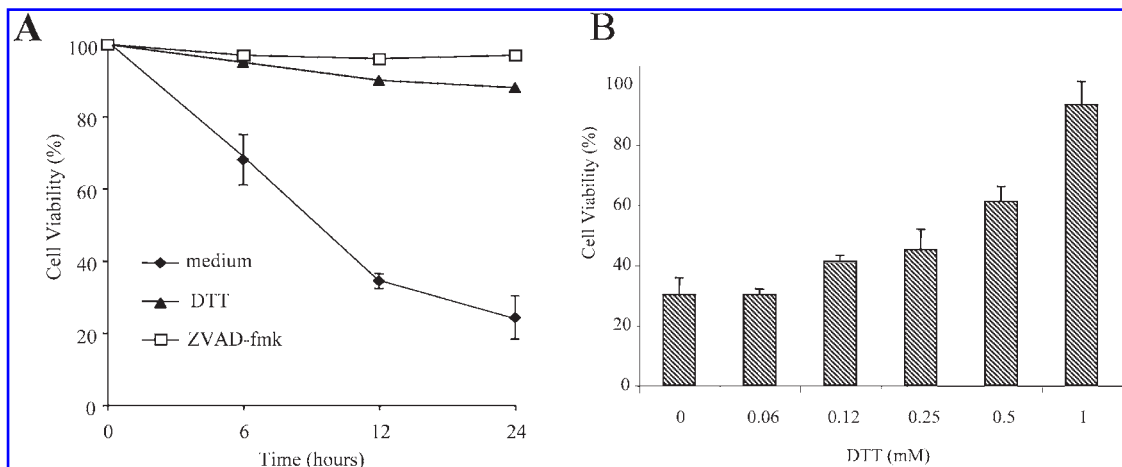 A
100
80
60
40
20
0
Cell Viability (%)
medium
DTT
ZVAD-fmk
0 6 12 24
Time (hours)
B
100
80
60
40
20
0
Cell Viability (%)
0 0.06 0.12 0.25 0.5 1
DTT (mM)